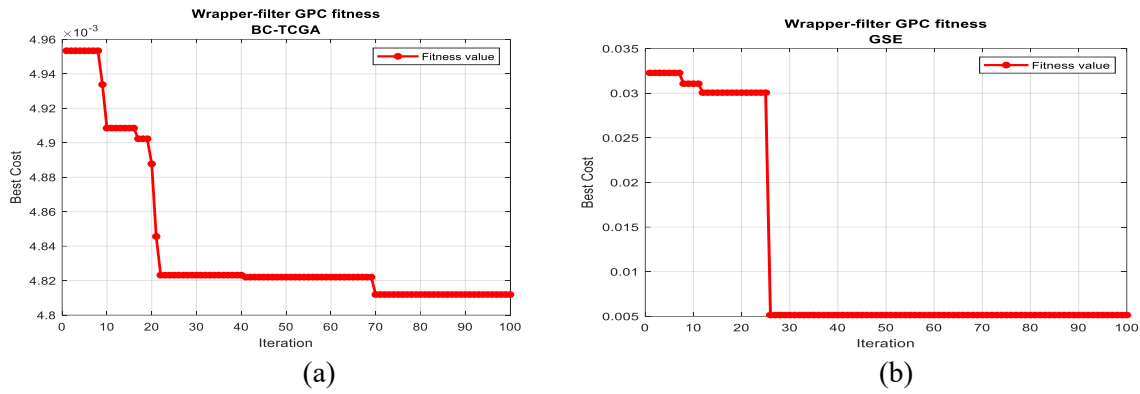 Wrapper-filter GPC fitness
BC-TCGA
×10⁻³
4.96
4.94
4.92
4.9
4.88
4.86
4.84
4.82
4.8
Best Cost
Fitness value
0 10 20 30 40 50 60 70 80 90 100
Iteration
(a)
Wrapper-filter GPC fitness
GSE
0.035
0.03
0.025
0.02
0.015
0.01
0.005
Best Cost
Fitness value
0 10 20 30 40 50 60 70 80 90 100
Iteration
(b)